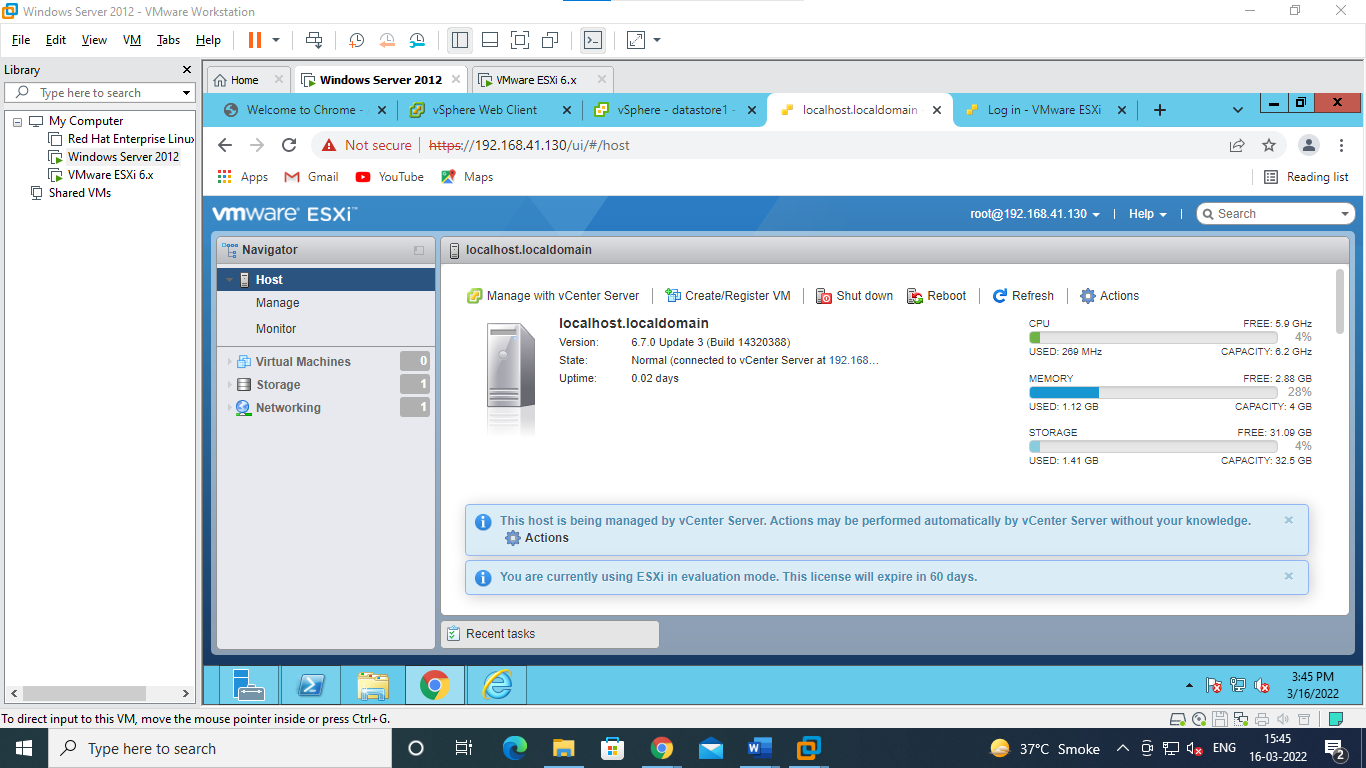 Windows Server 2012 - VMware Workstation
File Edit View VM Tabs Help
Library
Type here to search
My Computer
Red Hat Enterprise Linux
Windows Server 2012
VMware ESXi 6.x
Shared VMs
Home Windows Server 2012 VMware ESXi 6.x
Welcome to Chrome - vSphere Web Client vSphere - datastore1 - localhost.localdomain Log in - VMware ESXi
Not secure https://192.168.41.130/ui/#/host
Apps Gmail YouTube Maps Reading list
vmware ESXi™ root@192.168.41.130 Help Search
Navigator
Host
Manage
Monitor
Virtual Machines 0
Storage 1
Networking 1
localhost.localdomain
Manage with vCenter Server Create/Register VM Shut down Reboot Refresh Actions
localhost.localdomain
Version: 6.7.0 Update 3 (Build 14320388)
State: Normal (connected to vCenter Server at 192.168…
Uptime: 0.02 days
CPU FREE: 5.9 GHz
4%
USED: 269 MHz CAPACITY: 6.2 GHz
MEMORY FREE: 2.88 GB
28%
USED: 1.12 GB CAPACITY: 4 GB
STORAGE FREE: 31.09 GB
4%
USED: 1.41 GB CAPACITY: 32.5 GB
This host is being managed by vCenter Server. Actions may be performed automatically by vCenter Server without your knowledge.
Actions
You are currently using ESXi in evaluation mode. This license will expire in 60 days.
Recent tasks
3:45 PM
3/16/2022
To direct input to this VM, move the mouse pointer inside or press Ctrl+G.
Type here to search
37°C Smoke
ENG
15:45
16-03-2022
2